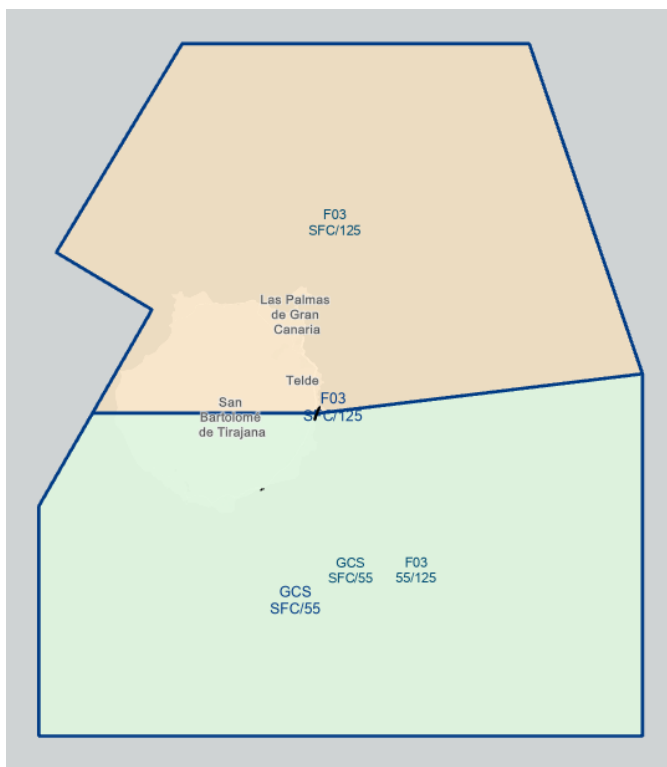 F03
SFC/125
Las Palmas
de Gran
Canaria
Telde
F03
SFC/125
San
Bartolomé
de Tirajana
GCS
SFC/55
F03
55/125
GCS
SFC/55